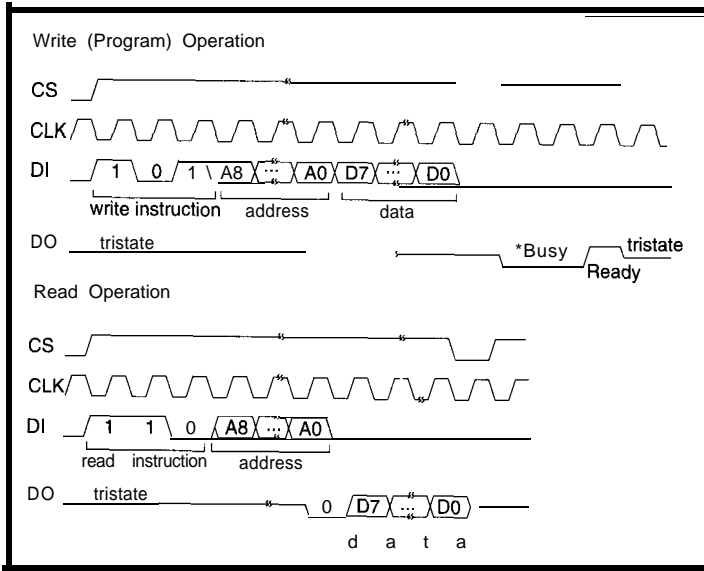 Write (Program) Operation
CS
CLK
DI 1 0 1 A8 ... A0 D7 ... D0
write instruction address data
DO tristate *Busy Ready tristate
Read Operation
CS
CLK
DI 1 1 0 A8 ... A0
read instruction address
DO tristate 0 D7 ... D0
d a t a